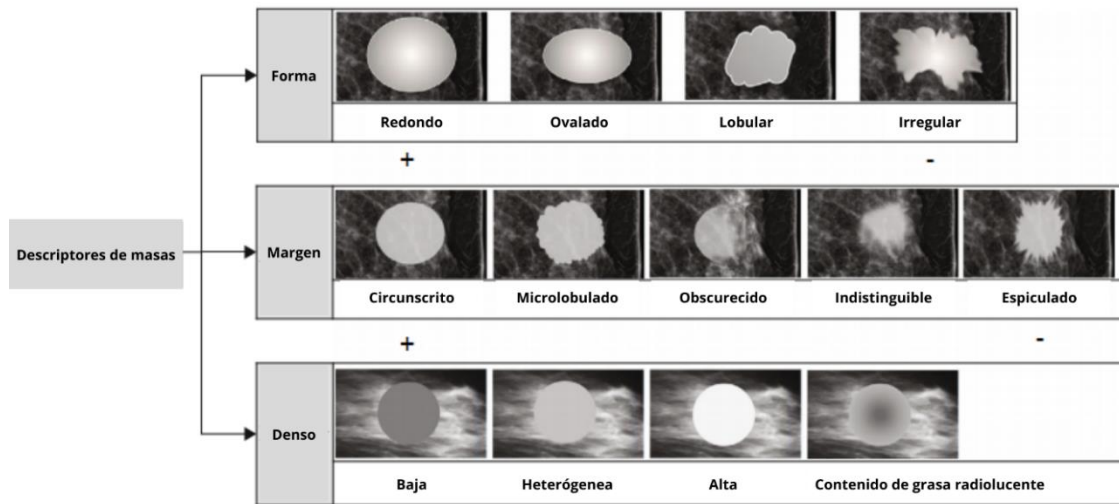 Forma
Redondo
Ovalado
Lobular
Irregular
+
-
Descriptores de masas
Margen
Circunscrito
Microlobulado
Obscurecido
Indistinguible
Espiculado
+
-
Denso
Baja
Heterógenea
Alta
Contenido de grasa radiolucente